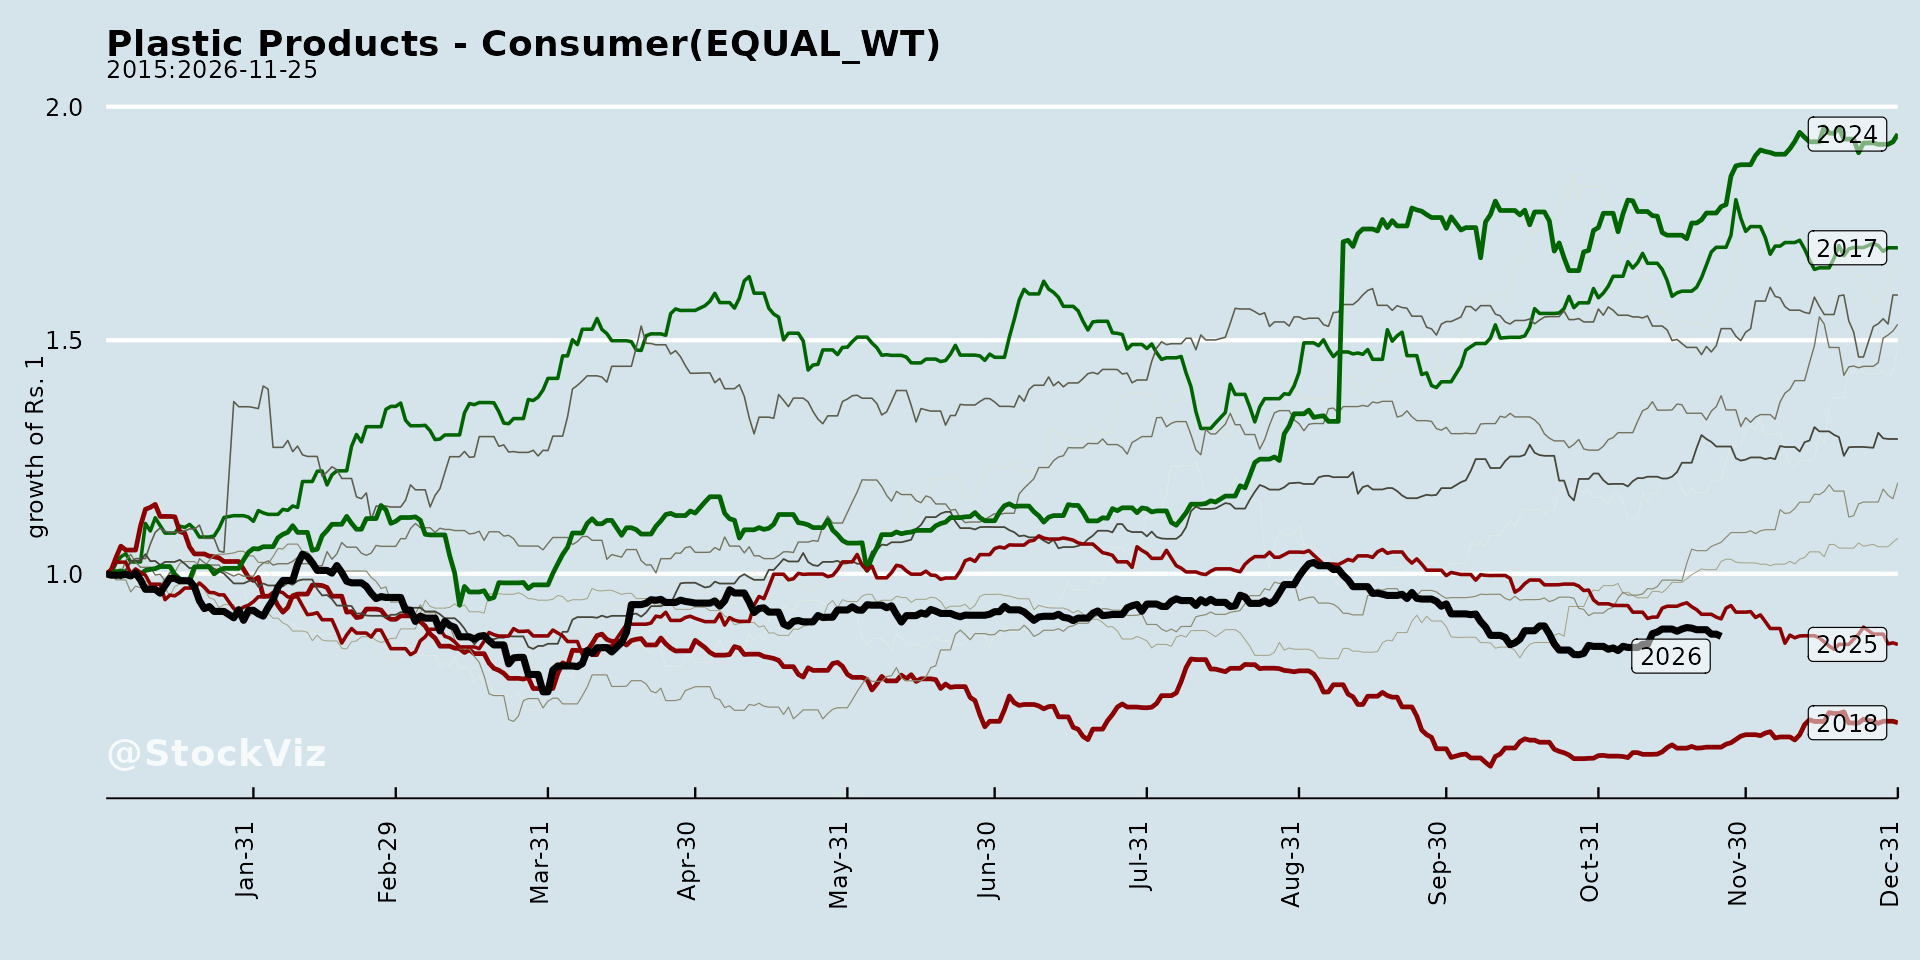 Plastic Products - Consumer(EQUAL_WT)
2015:2026-11-25
growth of Rs. 1
2.0
1.5
1.0
2024
2017
2025
2026
2018
@StockViz
Jan-31
Feb-29
Mar-31
Apr-30
May-31
Jun-30
Jul-31
Aug-31
Sep-30
Oct-31
Nov-30
Dec-31